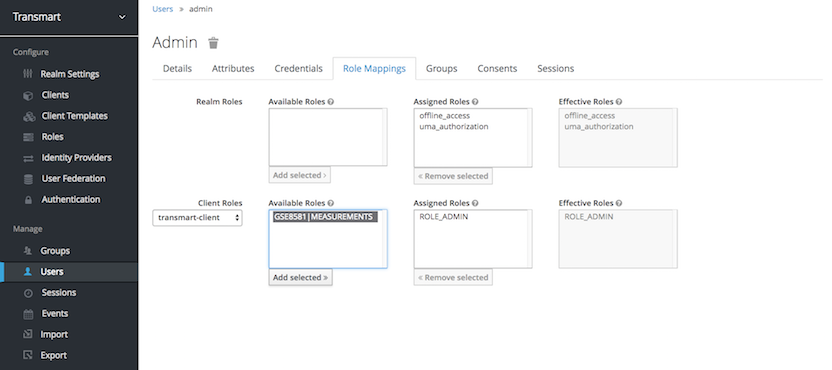 Transmart
Users » admin
Admin
Configure
Realm Settings
Clients
Client Templates
Roles
Identity Providers
User Federation
Authentication
Manage
Groups
Users
Sessions
Events
Import
Export
Details Attributes Credentials Role Mappings Groups Consents Sessions
Realm Roles Available Roles Assigned Roles Effective Roles
offline_access offline_access
uma_authorization uma_authorization
Add selected › « Remove selected
Client Roles Available Roles Assigned Roles Effective Roles
transmart-client GSE8581|MEASUREMENTS ROLE_ADMIN ROLE_ADMIN
Add selected » « Remove selected